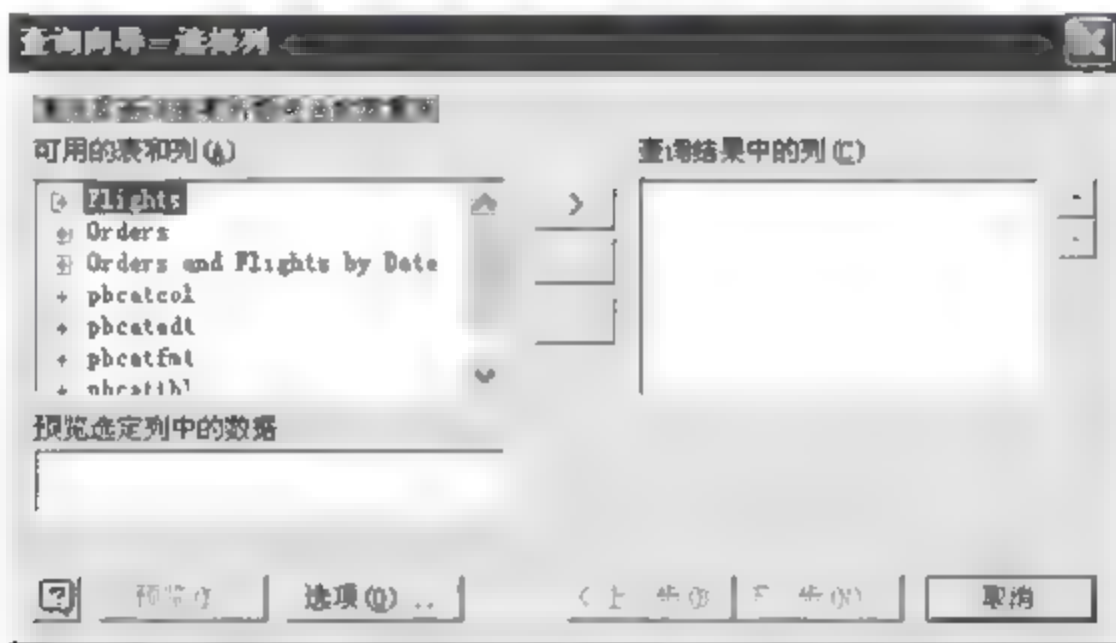 查询向导－选择列
可用的表和列(A)
查询结果中的列(C)
Flights
Orders
Orders and Flights by Date
pbcatcol
pbcatedt
pbcatfmt
>
预览选定列中的数据
?
选项(O)..
取消